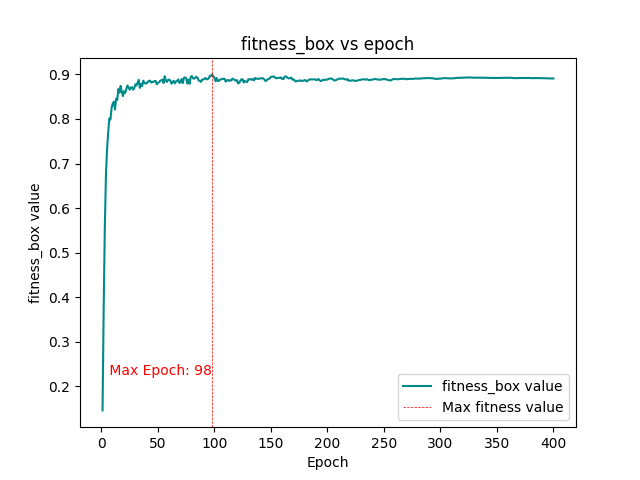 fitness_box vs epoch
fitness_box value
0.9
0.8
0.7
0.6
0.5
0.4
0.3
0.2
Max Epoch: 98
fitness_box value
Max fitness value
0 50 100 150 200 250 300 350 400
Epoch